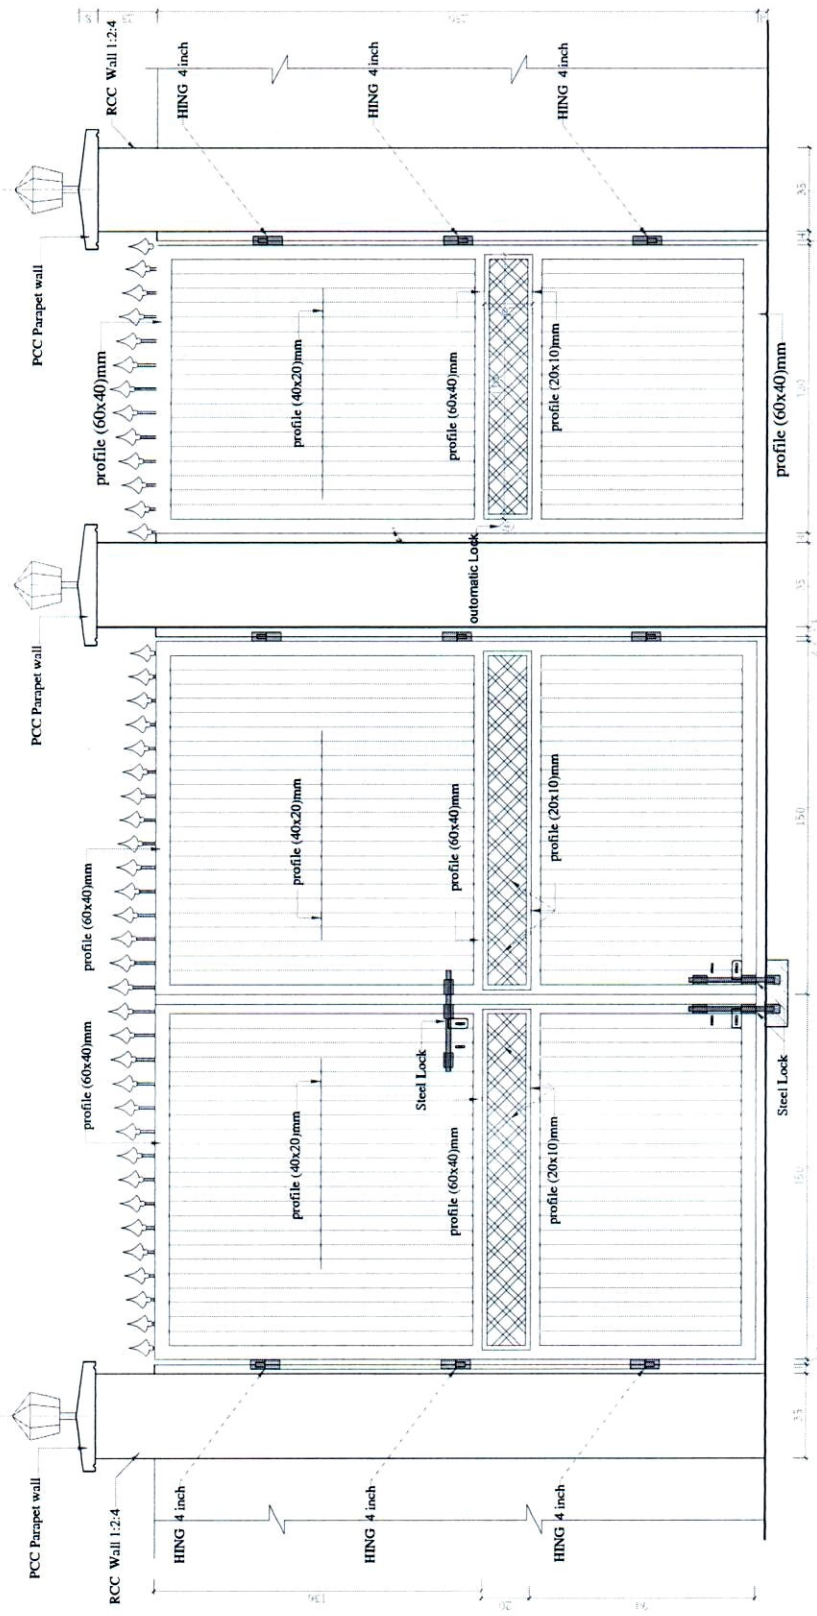 PCC Parapet wall
PCC Parapet wall
PCC Parapet wall
RCC Wall 1:2:4
RCC Wall 1:2:4
profile (60x40)mm
profile (60x40)mm
profile (60x40)mm
HING 4 inch
HING 4 inch
profile (40x20)mm
profile (40x20)mm
profile (40x20)mm
HING 4 inch
HING 4 inch
Steel Lock
profile (60x40)mm
profile (60x40)mm
outomatic Lock
profile (60x40)mm
profile (20x10)mm
profile (20x10)mm
profile (20x10)mm
HING 4 inch
HING 4 inch
Steel Lock
profile (60x40)mm
35
150
150
35
120
35